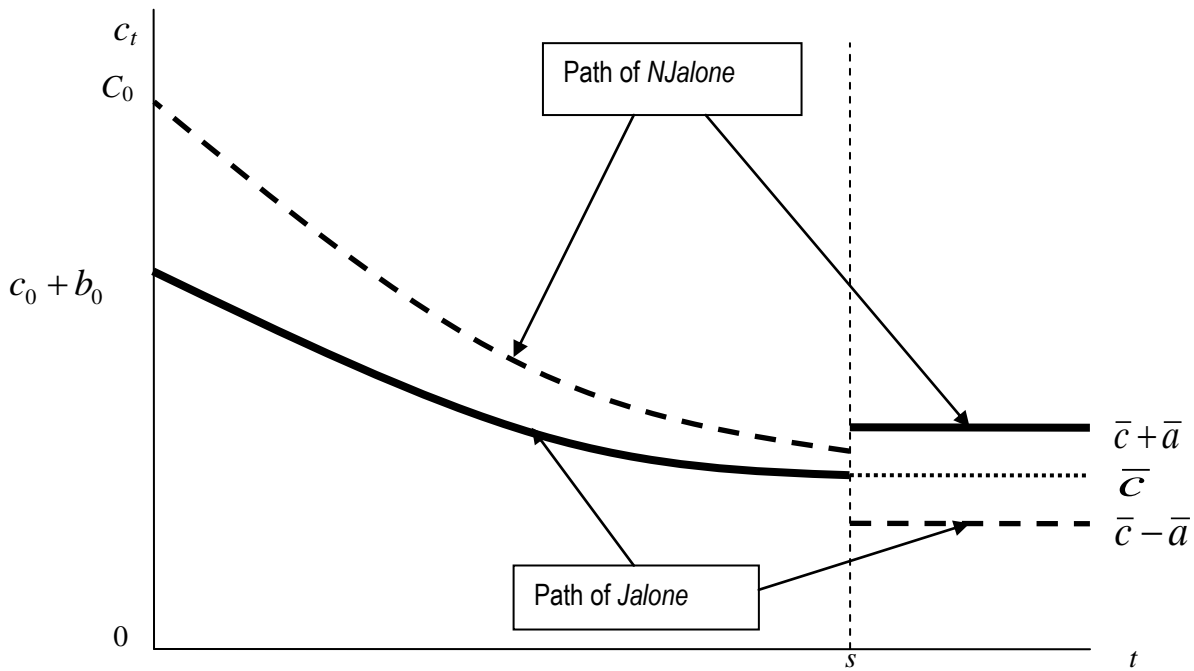 c_t
C_0
Path of NJalone
c_0 + b_0
c̅ + a̅
c̅
c̅ − a̅
Path of Jalone
0
s
t